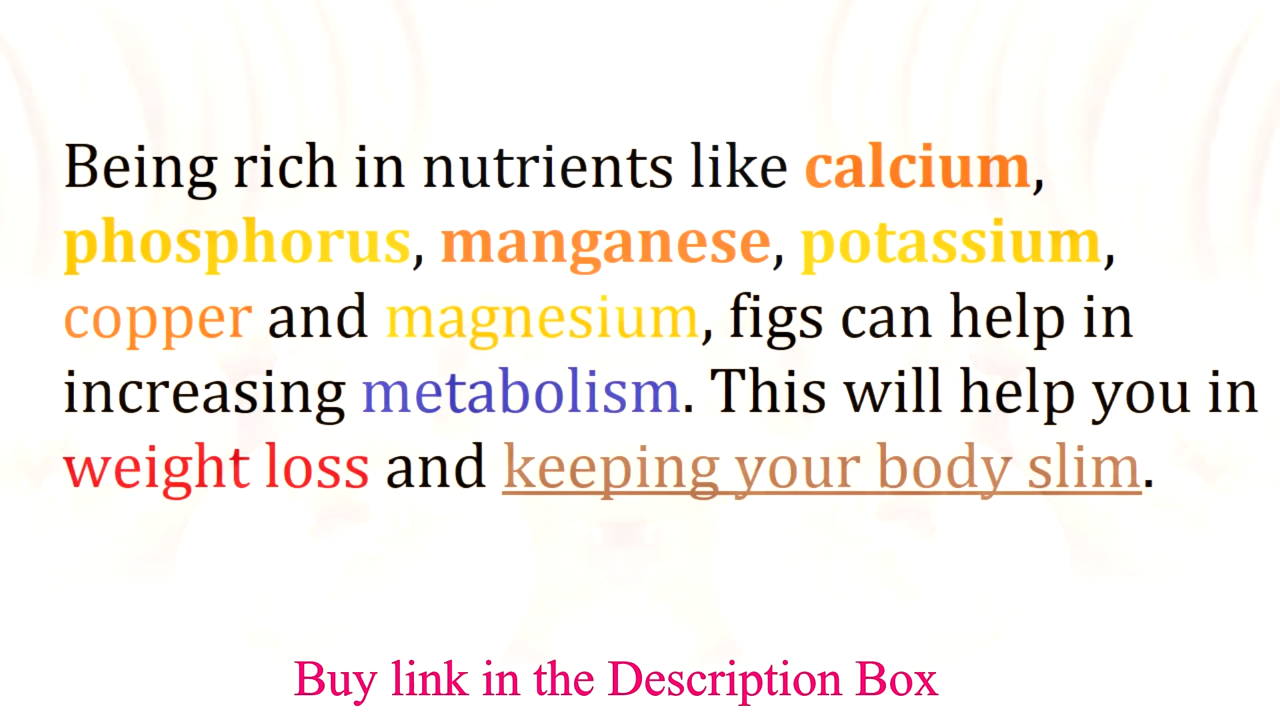 Being rich in nutrients like calcium,
phosphorus, manganese, potassium,
copper and magnesium, figs can help in
increasing metabolism. This will help you in
weight loss and keeping your body slim.
Buy link in the Description Box